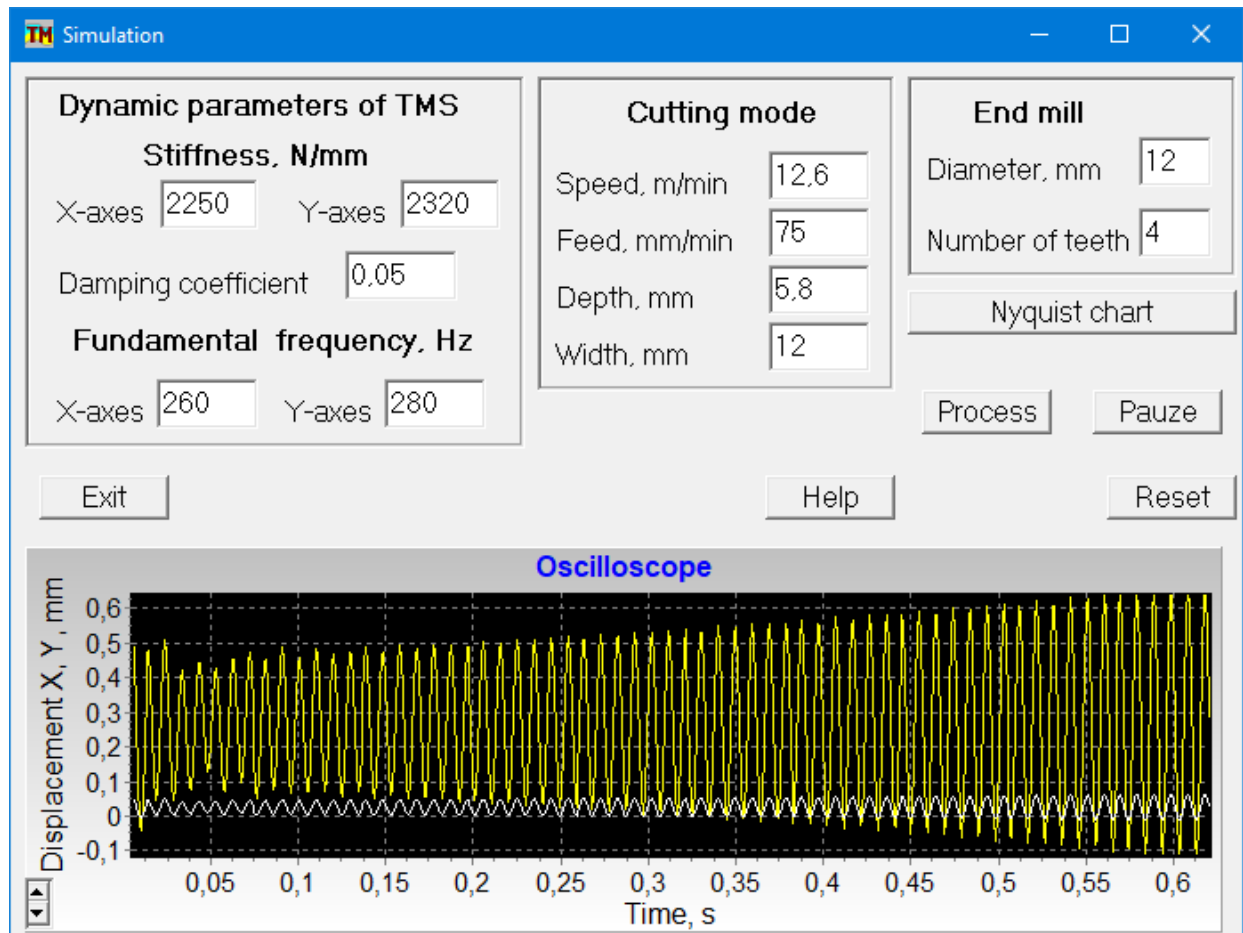 TM Simulation
Dynamic parameters of TMS
Stiffness, N/mm
X-axes 2250 Y-axes 2320
Damping coefficient 0,05
Fundamental frequency, Hz
X-axes 260 Y-axes 280
Cutting mode
Speed, m/min 12,6
Feed, mm/min 75
Depth, mm 5,8
Width, mm 12
End mill
Diameter, mm 12
Number of teeth 4
Nyquist chart
Process Pauze
Exit Help Reset
Oscilloscope
Displacement X, Y, mm
0,6
0,5
0,4
0,3
0,2
0,1
0
-0,1
0,05 0,1 0,15 0,2 0,25 0,3 0,35 0,4 0,45 0,5 0,55 0,6
Time, s